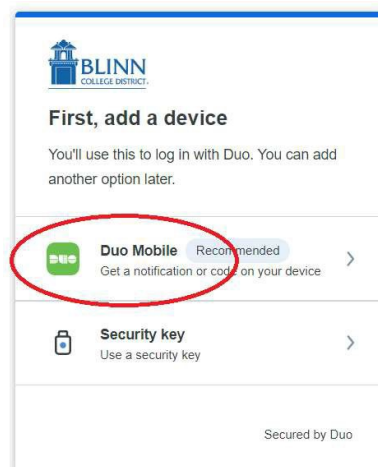 BLINN
COLLEGE DISTRICT.
First, add a device
You'll use this to log in with Duo. You can add
another option later.
DUO
Duo Mobile Recommended
Get a notification or code on your device
Security key
Use a security key
Secured by Duo